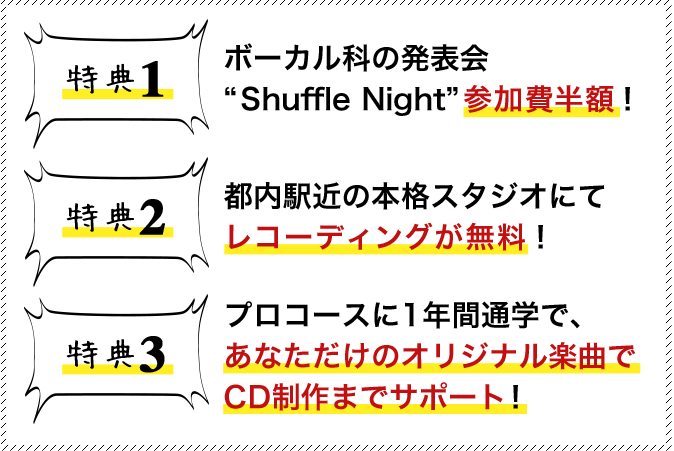 特典1
ボーカル科の発表会
“Shuffle Night”参加費半額！
特典2
都内駅近の本格スタジオにて
レコーディングが無料！
特典3
プロコースに1年間通学で、
あなただけのオリジナル楽曲で
CD制作までサポート！